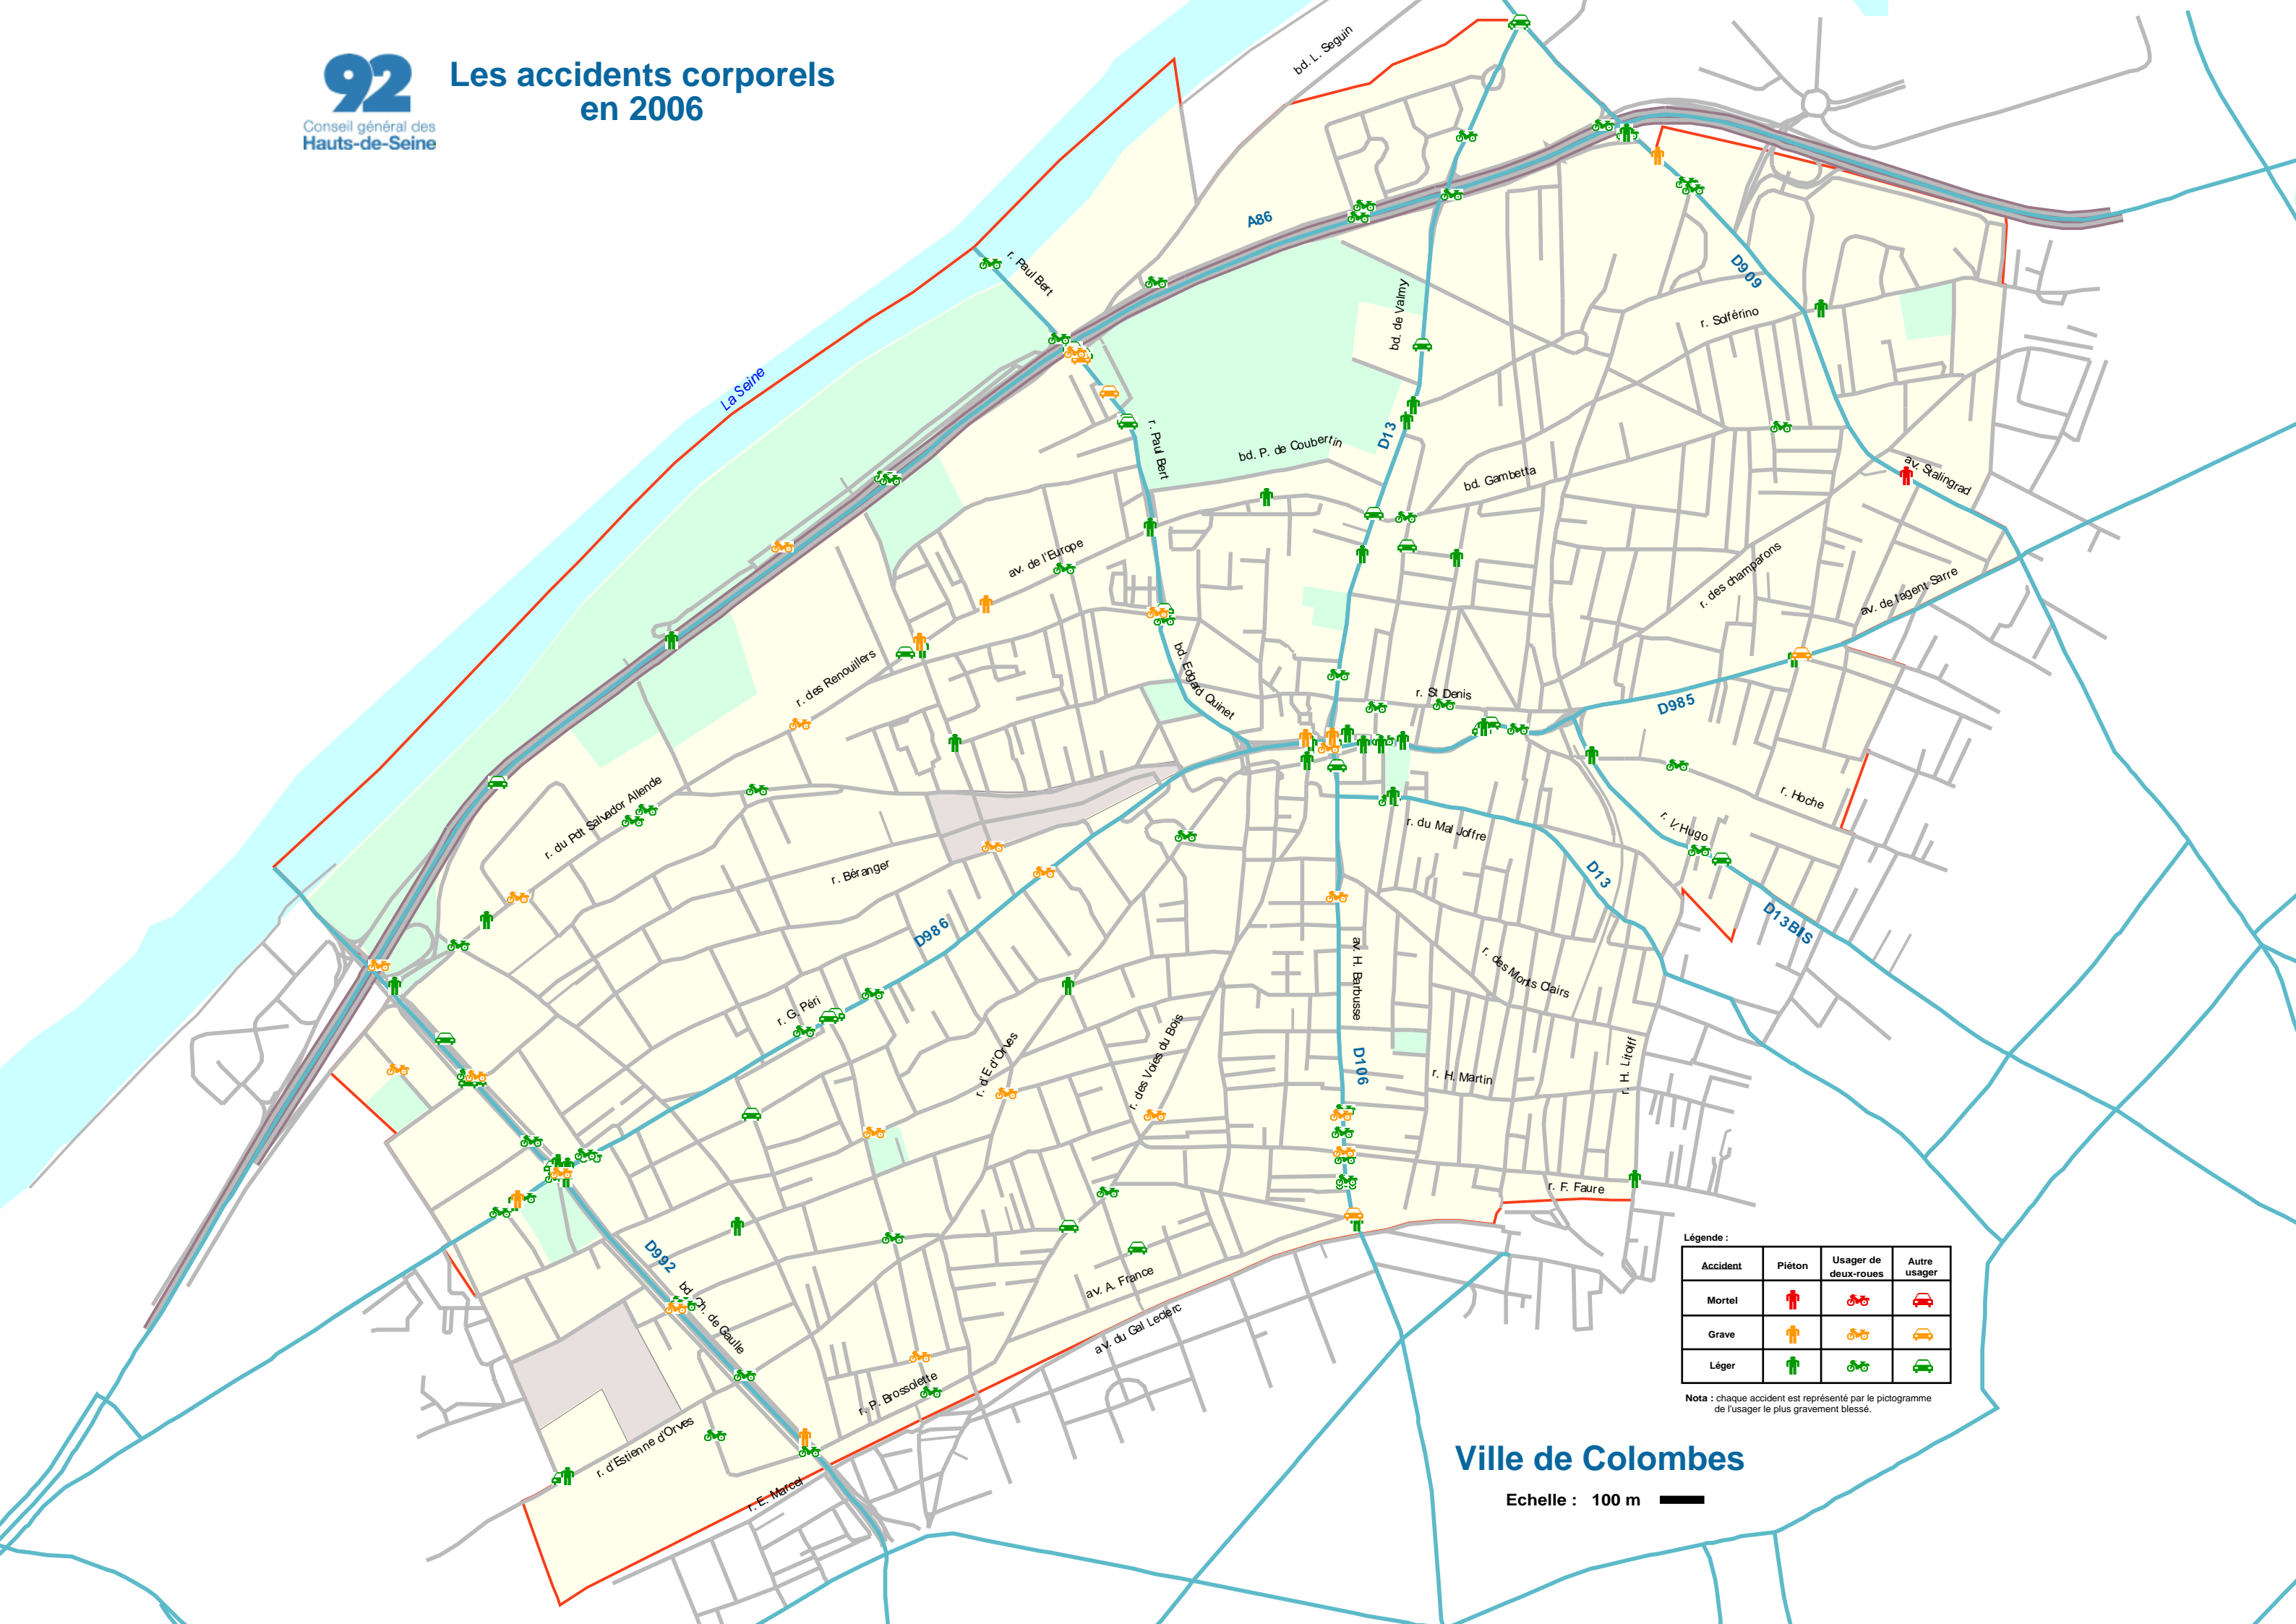 92
Conseil général des
Hauts-de-Seine
Les accidents corporels
en 2006
bd. L. Seguin
A86
r. Paul Bert
La Seine
D909
r. Solférino
bd. de Valmy
D13
r. Paul Bert
bd. P. de Coubertin
bd. Gambetta
av. Stalingrad
av. de l'Europe
r. des champarons
av. de l'agent Sarre
r. des Renouillers
bd. Edgard Quinet
r. St Denis
D985
r. du Pdt Salvador Allende
r. Hoche
r. V. Hugo
r. du Mal Joffre
r. Béranger
D13
D986
D13BIS
av. H. Barbusse
r. des Monts Clairs
r. G. Péri
r. d'E d'Orves
r. des Voies du Bois
D106
r. H. Martin
r. H. Litolff
r. F. Faure
D992
bd. Ch. de Gaulle
av. A. France
av. du Gal Leclerc
r. P. Brossolette
r. d'Estienne d'Orves
r. E. Marcel
Légende :
Accident Piéton Usager de deux-roues Autre usager
Mortel
Grave
Léger
Nota : chaque accident est représenté par le pictogramme
de l'usager le plus gravement blessé.
Ville de Colombes
Echelle : 100 m